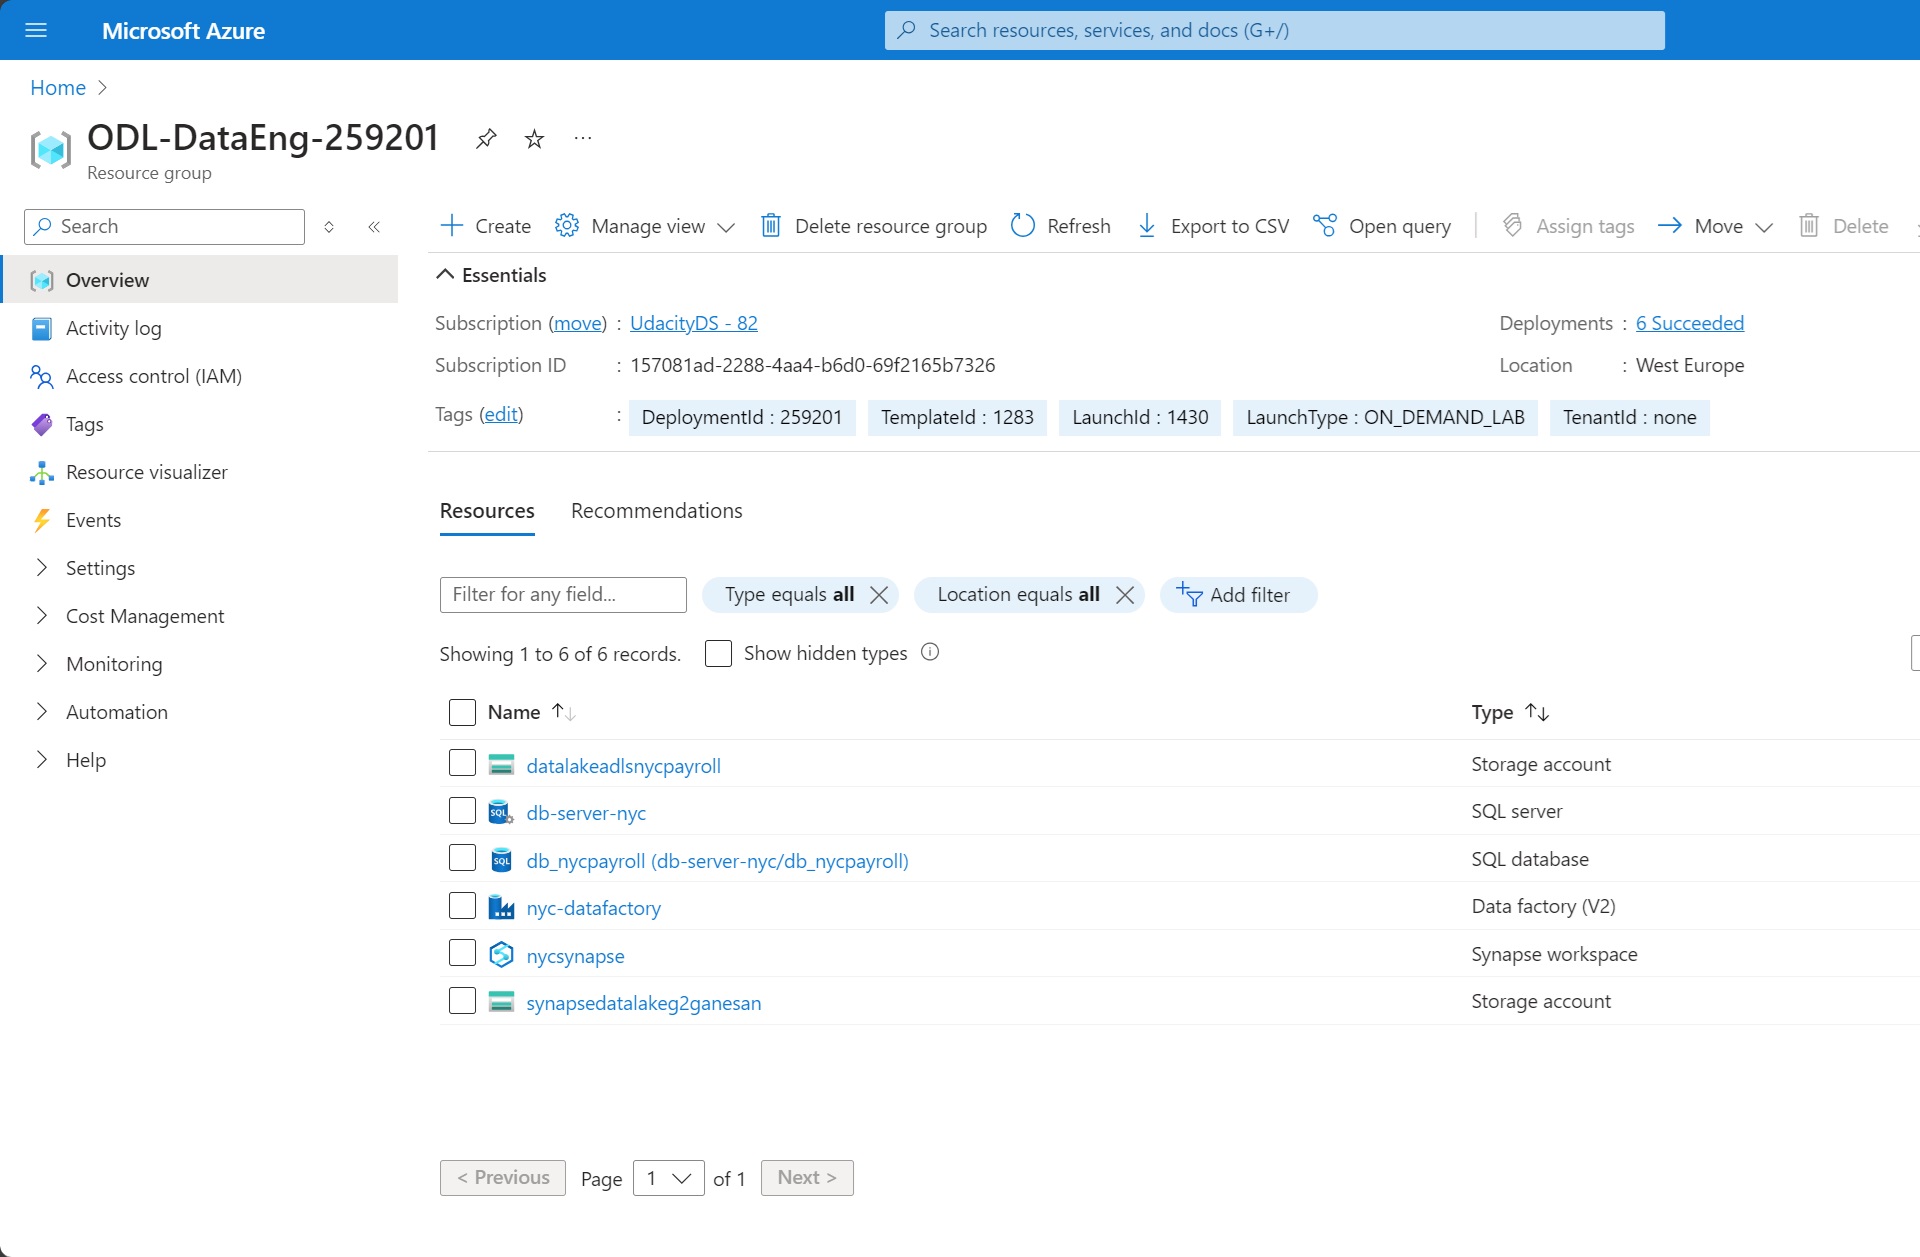 Microsoft Azure
Search resources, services, and docs (G+/)
Home
ODL-DataEng-259201
Resource group
Search
Create Manage view Delete resource group Refresh Export to CSV Open query Assign tags Move Delete
Overview
Activity log
Access control (IAM)
Tags
Resource visualizer
Events
Settings
Cost Management
Monitoring
Automation
Help
Essentials
Subscription (move) : UdacityDS - 82
Deployments : 6 Succeeded
Subscription ID : 157081ad-2288-4aa4-b6d0-69f2165b7326
Location : West Europe
Tags (edit) : DeploymentId : 259201 TemplateId : 1283 LaunchId : 1430 LaunchType : ON_DEMAND_LAB TenantId : none
Resources Recommendations
Filter for any field... Type equals all Location equals all Add filter
Showing 1 to 6 of 6 records. Show hidden types
Name Type
datalakeadlsnycpayroll Storage account
db-server-nyc SQL server
db_nycpayroll (db-server-nyc/db_nycpayroll) SQL database
nyc-datafactory Data factory (V2)
nycsynapse Synapse workspace
synapsedatalakeg2ganesan Storage account
< Previous Page 1 of 1 Next >